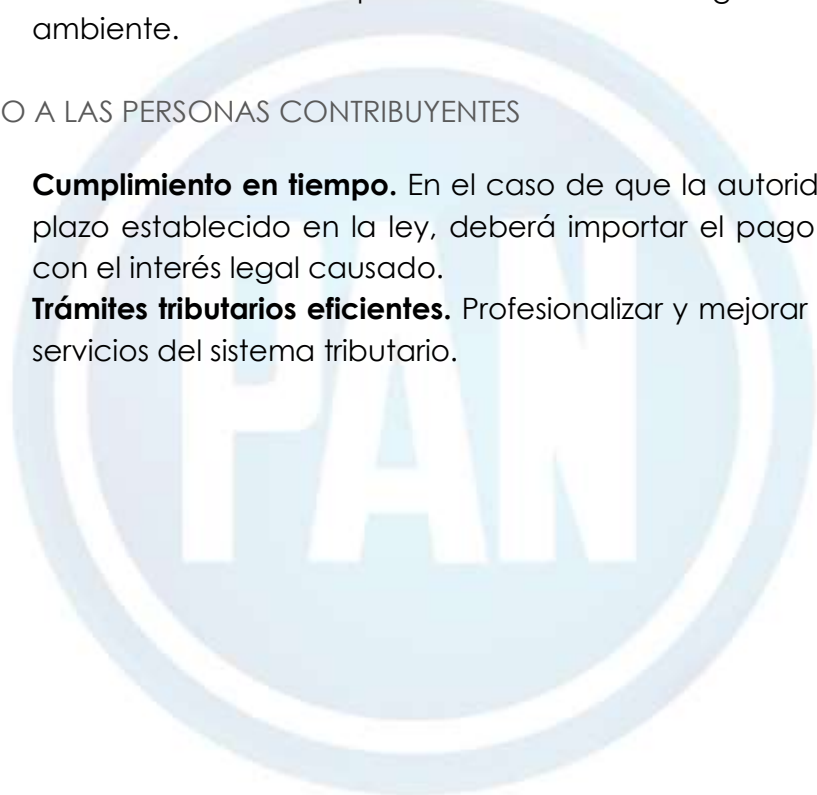 ambiente.
O A LAS PERSONAS CONTRIBUYENTES
Cumplimiento en tiempo. En el caso de que la autorid
plazo establecido en la ley, deberá importar el pago
con el interés legal causado.
Trámites tributarios eficientes. Profesionalizar y mejorar
servicios del sistema tributario.
PAN